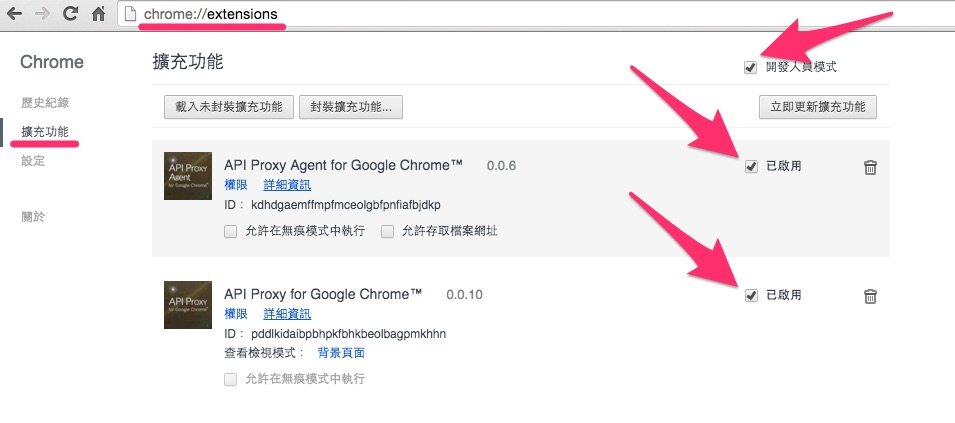 chrome://extensions
Chrome
歷史紀錄
擴充功能
設定
關於
擴充功能
開發人員模式
載入未封裝擴充功能
封裝擴充功能...
立即更新擴充功能
API Proxy Agent for Google Chrome™
API Proxy Agent for Google Chrome™ 0.0.6
已啟用
權限 詳細資訊
ID： kdhdgaemffmpfmceolgbfpnfiafbjdkp
允許在無痕模式中執行 允許存取檔案網址
API Proxy for Google Chrome™
API Proxy for Google Chrome™ 0.0.10
已啟用
權限 詳細資訊
ID： pddlkidaibpbhpkfbhkbeolbagpmkhhn
查看檢視模式： 背景頁面
允許在無痕模式中執行